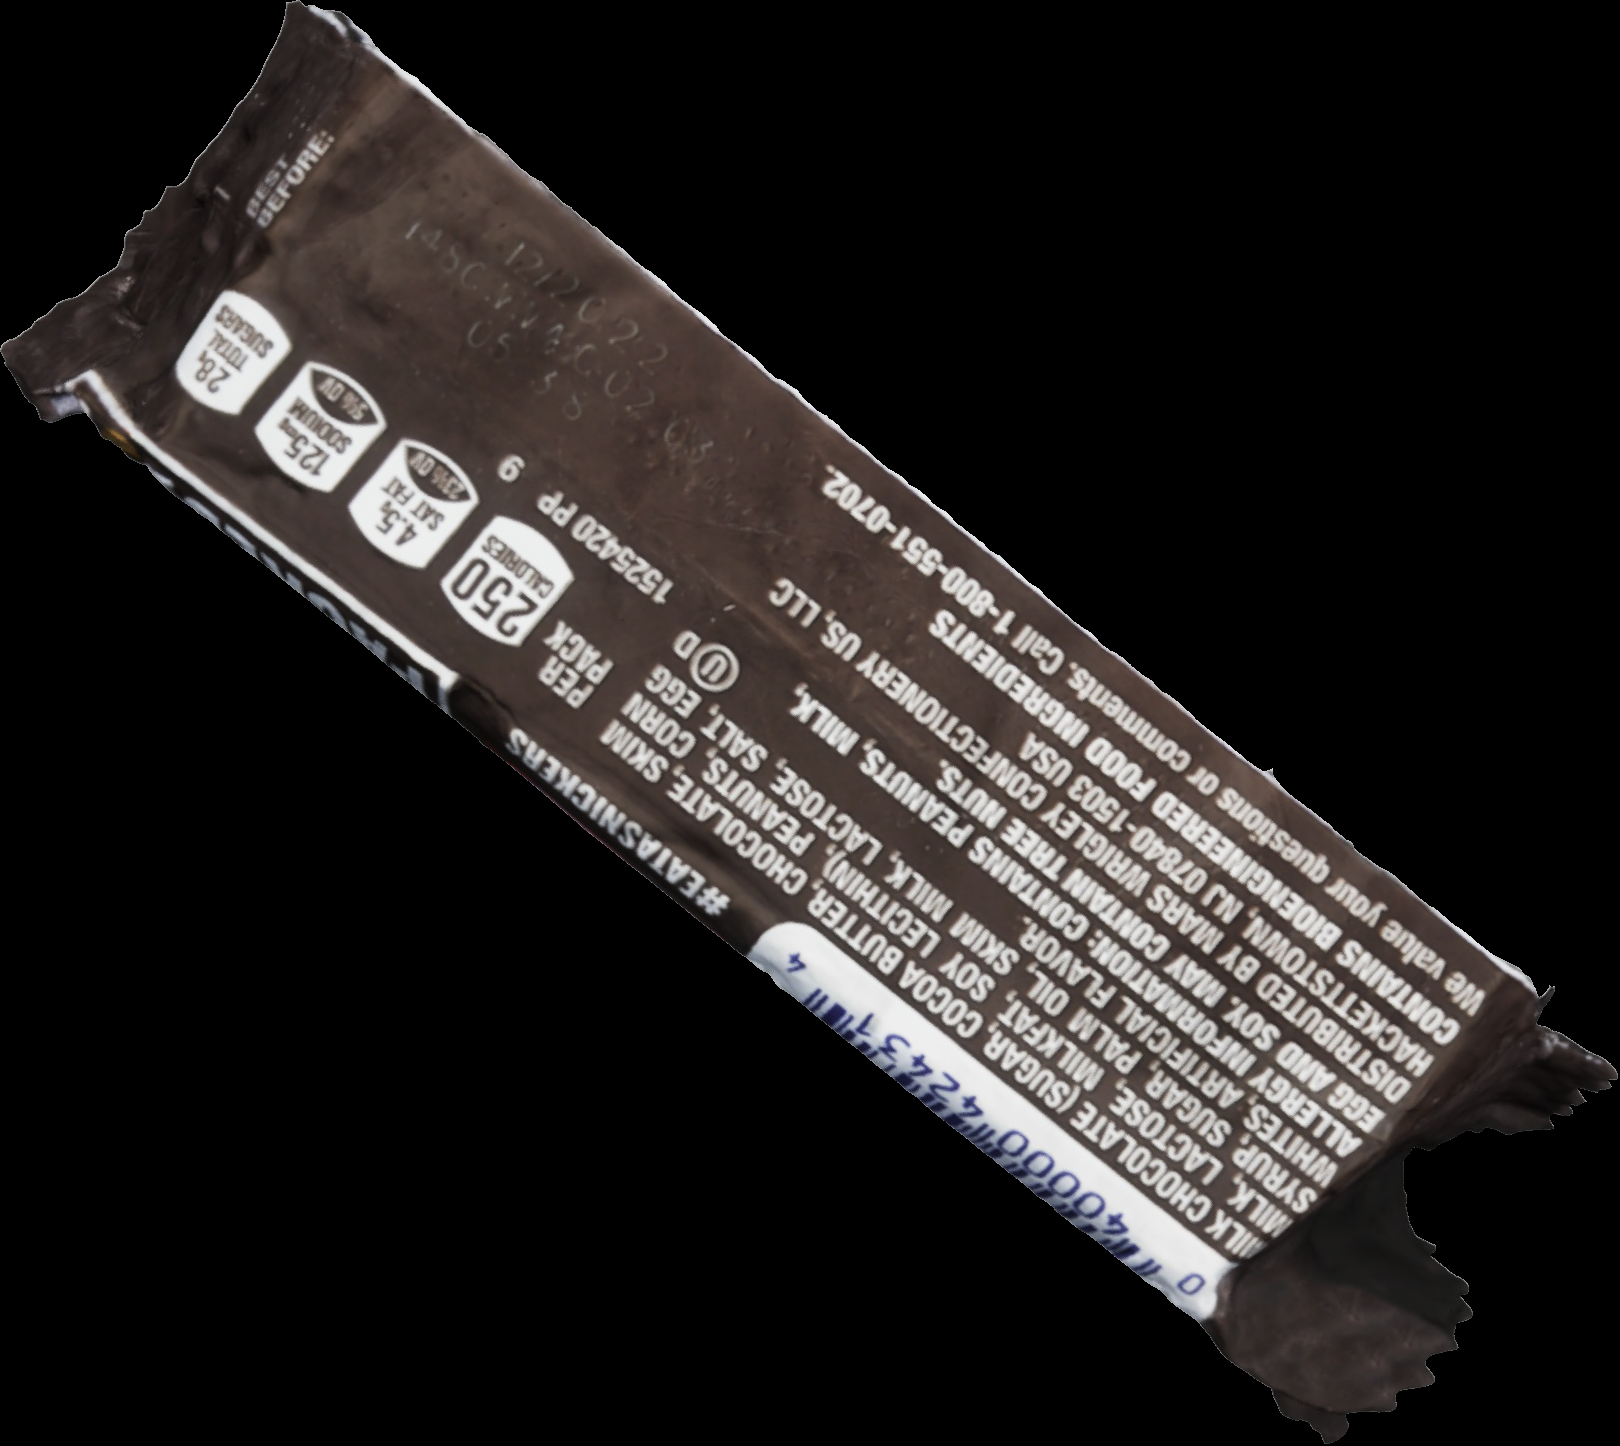 MILK CHOCOLATE (SUGAR, COCOA BUTTER, CHOCOLATE, SKIM
MILK, LACTOSE, MILKFAT, SOY LECITHIN), PEANUTS, CORN
SYRUP, SUGAR, PALM OIL, SKIM MILK, LACTOSE, SALT, EGG
WHITES, ARTIFICIAL FLAVOR.
ALLERGY INFORMATION: CONTAINS PEANUTS, MILK,
EGG AND SOY. MAY CONTAIN TREE NUTS.
DISTRIBUTED BY MARS WRIGLEY CONFECTIONERY US, LLC
HACKETTSTOWN, NJ 07840-1503 USA
CONTAINS BIOENGINEERED FOOD INGREDIENTS
We value your questions or comments. Call 1-800-551-0702.
U D
1525420 PP 9
0 40000 42431 4
#EATASNICKERS
PER
PACK
250
CALORIES
4.5g
SAT FAT
23% DV
125mg
SODIUM
5% DV
28g
TOTAL
SUGARS
BEST
BEFORE:
12/2022